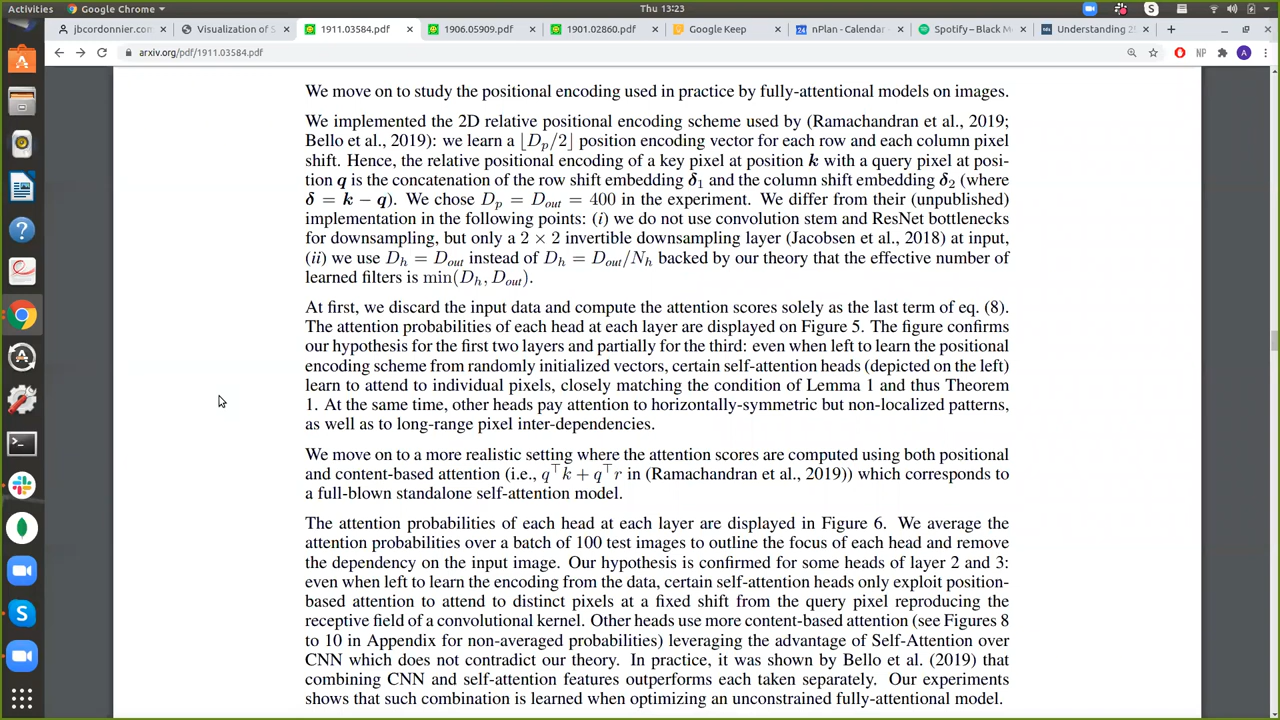 Activities
Google Chrome
Thu 13:23
jbcordonnier.com
Visualization of S
1911.03584.pdf
1906.05909.pdf
1901.02860.pdf
Google Keep
24 nPlan - Calendar
Spotify – Black M
Understanding 2
arxiv.org/pdf/1911.03584.pdf
NP
A
We move on to study the positional encoding used in practice by fully-attentional models on images.
We implemented the 2D relative positional encoding scheme used by (Ramachandran et al., 2019;
Bello et al., 2019): we learn a ⌊Dₚ/2⌋ position encoding vector for each row and each column pixel
shift. Hence, the relative positional encoding of a key pixel at position k with a query pixel at posi-
tion q is the concatenation of the row shift embedding δ₁ and the column shift embedding δ₂ (where
δ = k − q). We chose Dₚ = D_out = 400 in the experiment. We differ from their (unpublished)
implementation in the following points: (i) we do not use convolution stem and ResNet bottlenecks
for downsampling, but only a 2 × 2 invertible downsampling layer (Jacobsen et al., 2018) at input,
(ii) we use D_h = D_out instead of D_h = D_out/N_h backed by our theory that the effective number of
learned filters is min(D_h, D_out).
At first, we discard the input data and compute the attention scores solely as the last term of eq. (8).
The attention probabilities of each head at each layer are displayed on Figure 5. The figure confirms
our hypothesis for the first two layers and partially for the third: even when left to learn the positional
encoding scheme from randomly initialized vectors, certain self-attention heads (depicted on the left)
learn to attend to individual pixels, closely matching the condition of Lemma 1 and thus Theorem
1. At the same time, other heads pay attention to horizontally-symmetric but non-localized patterns,
as well as to long-range pixel inter-dependencies.
We move on to a more realistic setting where the attention scores are computed using both positional
and content-based attention (i.e., q⊤k + q⊤r in (Ramachandran et al., 2019)) which corresponds to
a full-blown standalone self-attention model.
The attention probabilities of each head at each layer are displayed in Figure 6. We average the
attention probabilities over a batch of 100 test images to outline the focus of each head and remove
the dependency on the input image. Our hypothesis is confirmed for some heads of layer 2 and 3:
even when left to learn the encoding from the data, certain self-attention heads only exploit position-
based attention to attend to distinct pixels at a fixed shift from the query pixel reproducing the
receptive field of a convolutional kernel. Other heads use more content-based attention (see Figures 8
to 10 in Appendix for non-averaged probabilities) leveraging the advantage of Self-Attention over
CNN which does not contradict our theory. In practice, it was shown by Bello et al. (2019) that
combining CNN and self-attention features outperforms each taken separately. Our experiments
shows that such combination is learned when optimizing an unconstrained fully-attentional model.